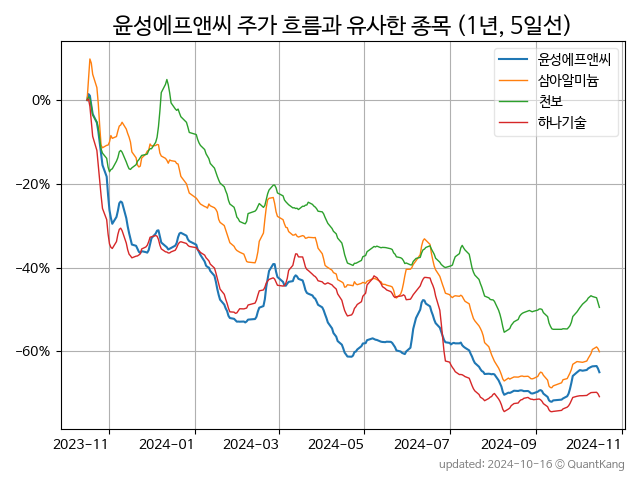 윤성에프앤씨 주가 흐름과 유사한 종목 (1년, 5일선)
윤성에프앤씨
삼아알미늄
천보
하나기술
0%
−20%
−40%
−60%
2023-11 2024-01 2024-03 2024-05 2024-07 2024-09 2024-11
updated: 2024-10-16 © QuantKang